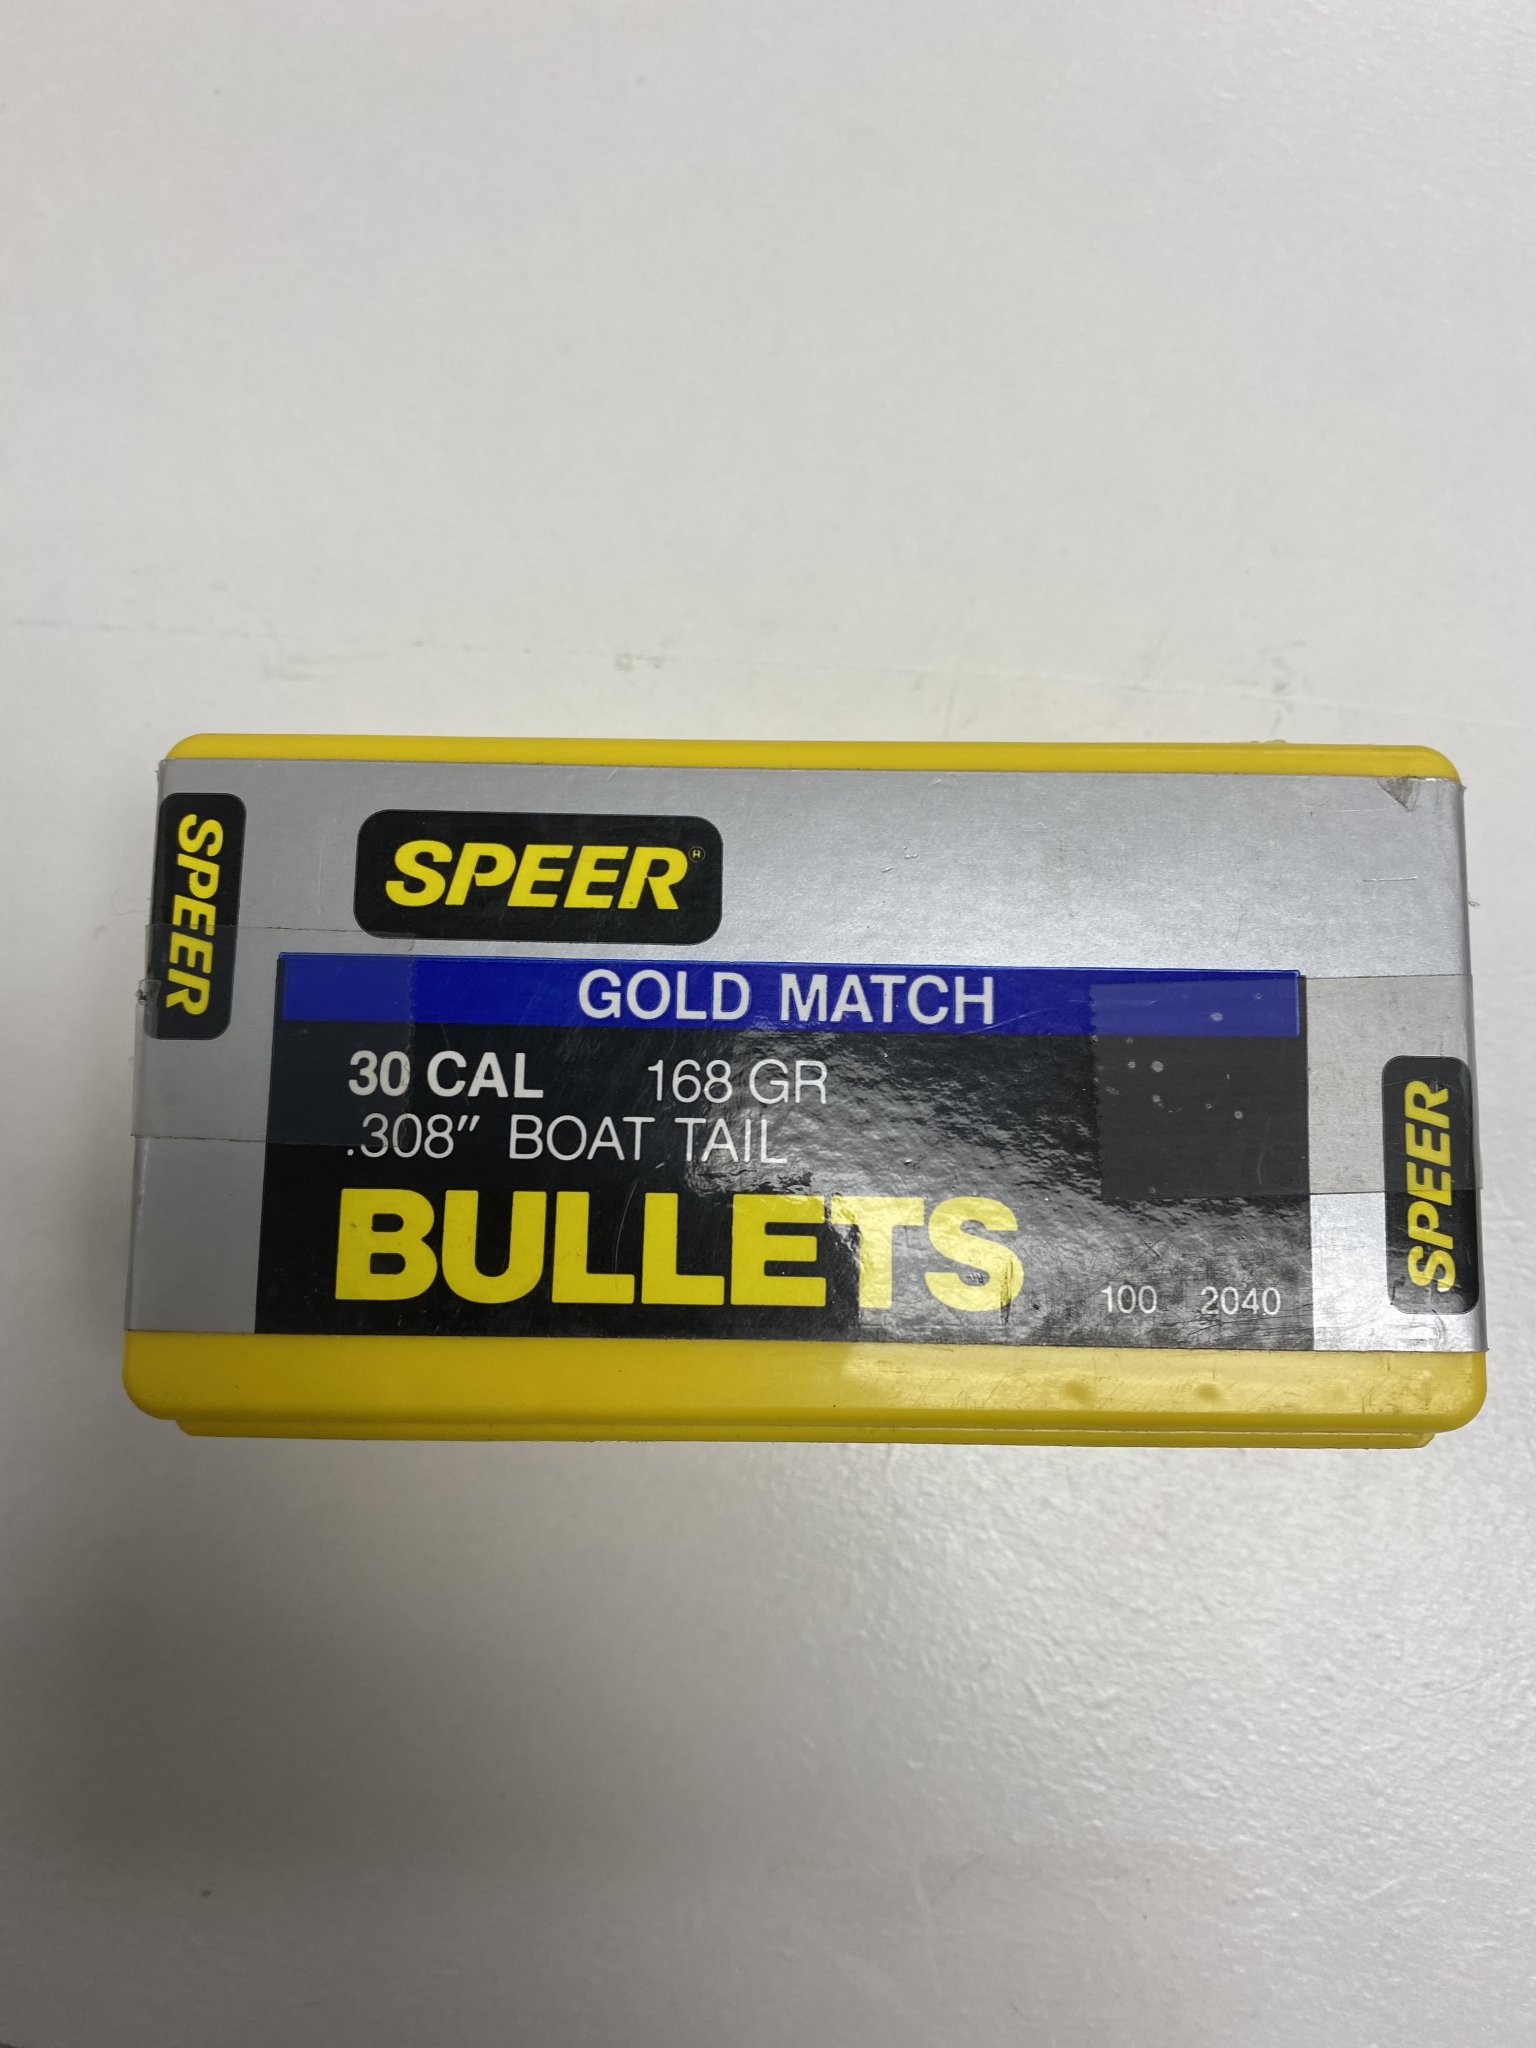 SPEER
SPEER®
GOLD MATCH
30 CAL 168 GR
.308" BOAT TAIL
BULLETS
100 2040
SPEER